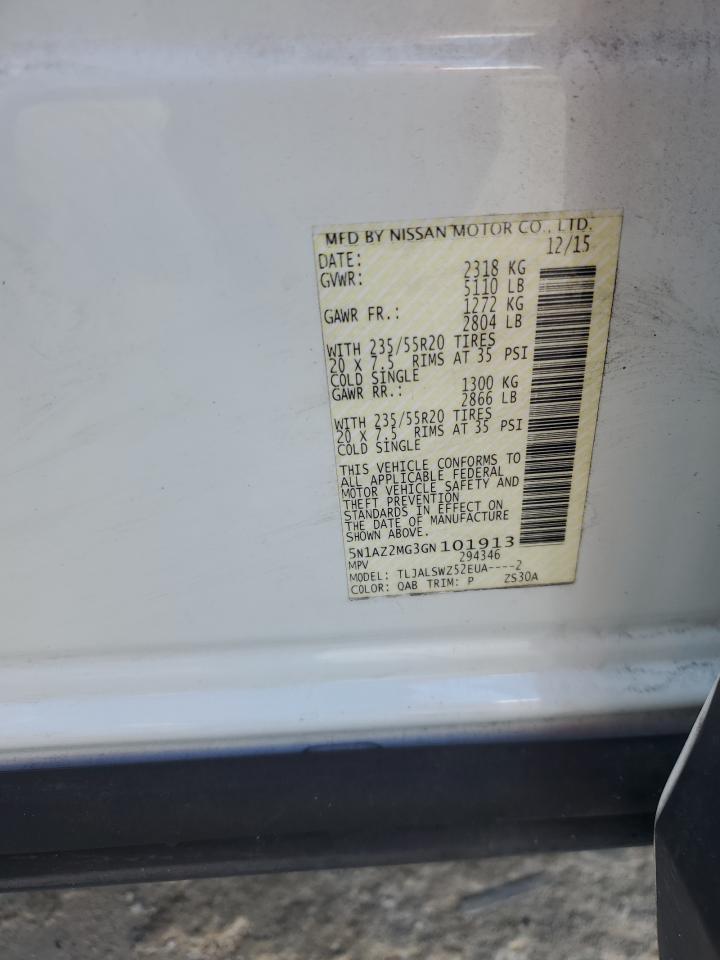 MFD BY NISSAN MOTOR CO., LTD.
DATE: 12/15
GVWR: 2318 KG
5110 LB
GAWR FR.: 1272 KG
2804 LB
WITH 235/55R20 TIRES
20 X 7.5 RIMS AT 35 PSI
COLD SINGLE
GAWR RR.: 1300 KG
2866 LB
WITH 235/55R20 TIRES
20 X 7.5 RIMS AT 35 PSI
COLD SINGLE
THIS VEHICLE CONFORMS TO
ALL APPLICABLE FEDERAL
MOTOR VEHICLE SAFETY AND
THEFT PREVENTION
STANDARDS IN EFFECT ON
THE DATE OF MANUFACTURE
SHOWN ABOVE.
5N1AZ2MG3GN101913
MPV 294346
MODEL: TLJALSWZ52EUA----2
COLOR: QAB TRIM: P ZS30A